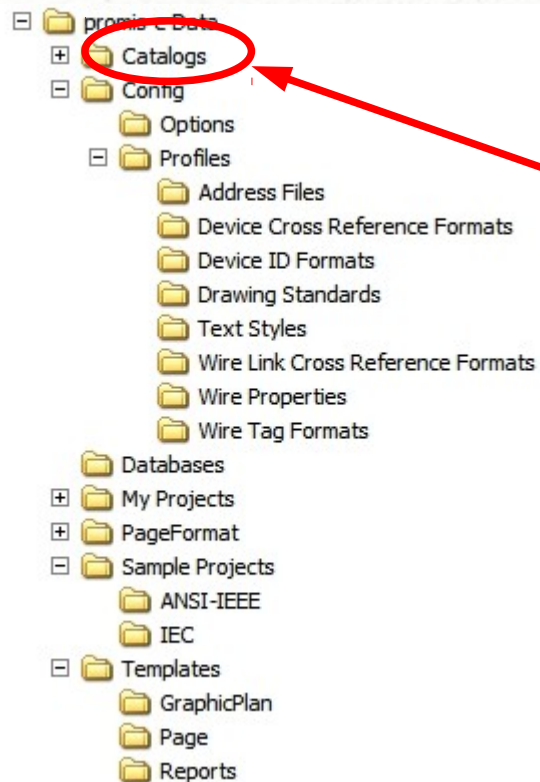 promis-e Data
Catalogs
Config
Options
Profiles
Address Files
Device Cross Reference Formats
Device ID Formats
Drawing Standards
Text Styles
Wire Link Cross Reference Formats
Wire Properties
Wire Tag Formats
Databases
My Projects
PageFormat
Sample Projects
ANSI-IEEE
IEC
Templates
GraphicPlan
Page
Reports